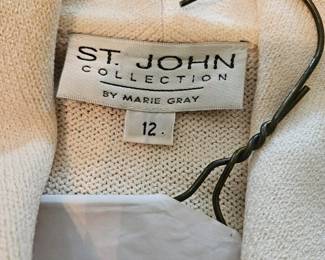 ST. JOHN
COLLECTION
BY MARIE GRAY
12.